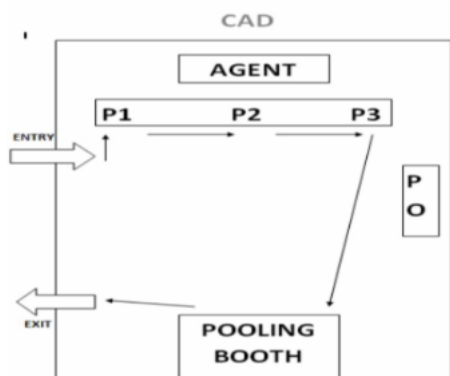 CAD
AGENT
P1 P2 P3
ENTRY
P
O
EXIT
POOLING
BOOTH